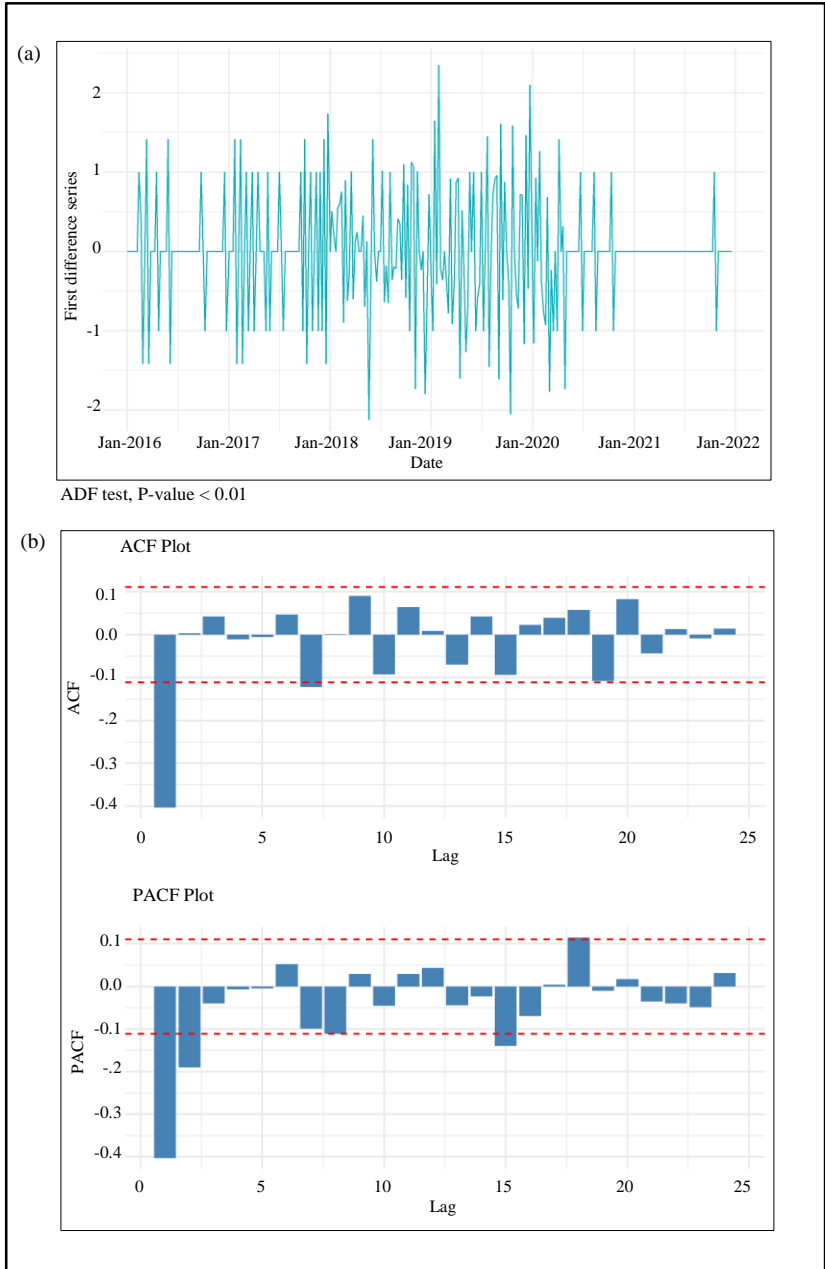 (a)
First difference series
2
1
0
-1
-2
Jan-2016 Jan-2017 Jan-2018 Jan-2019 Jan-2020 Jan-2021 Jan-2022
Date
ADF test, P-value < 0.01
(b)
ACF Plot
ACF
0.1
0.0
-0.1
-.2
-0.3
-0.4
0 5 10 15 20 25
Lag
PACF Plot
PACF
0.1
0.0
-0.1
-.2
-0.3
-0.4
0 5 10 15 20 25
Lag